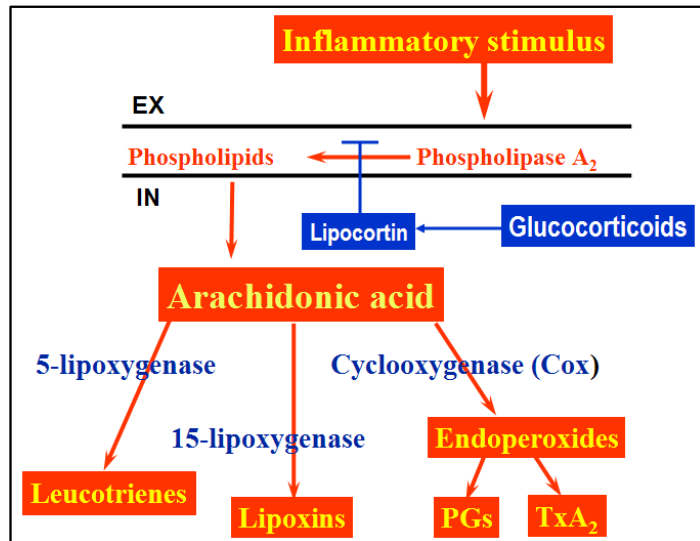 Inflammatory stimulus
EX
Phospholipids
Phospholipase A₂
IN
Lipocortin
Glucocorticoids
Arachidonic acid
5-lipoxygenase
Cyclooxygenase (Cox)
15-lipoxygenase
Endoperoxides
Leucotrienes
Lipoxins
PGs
TxA₂